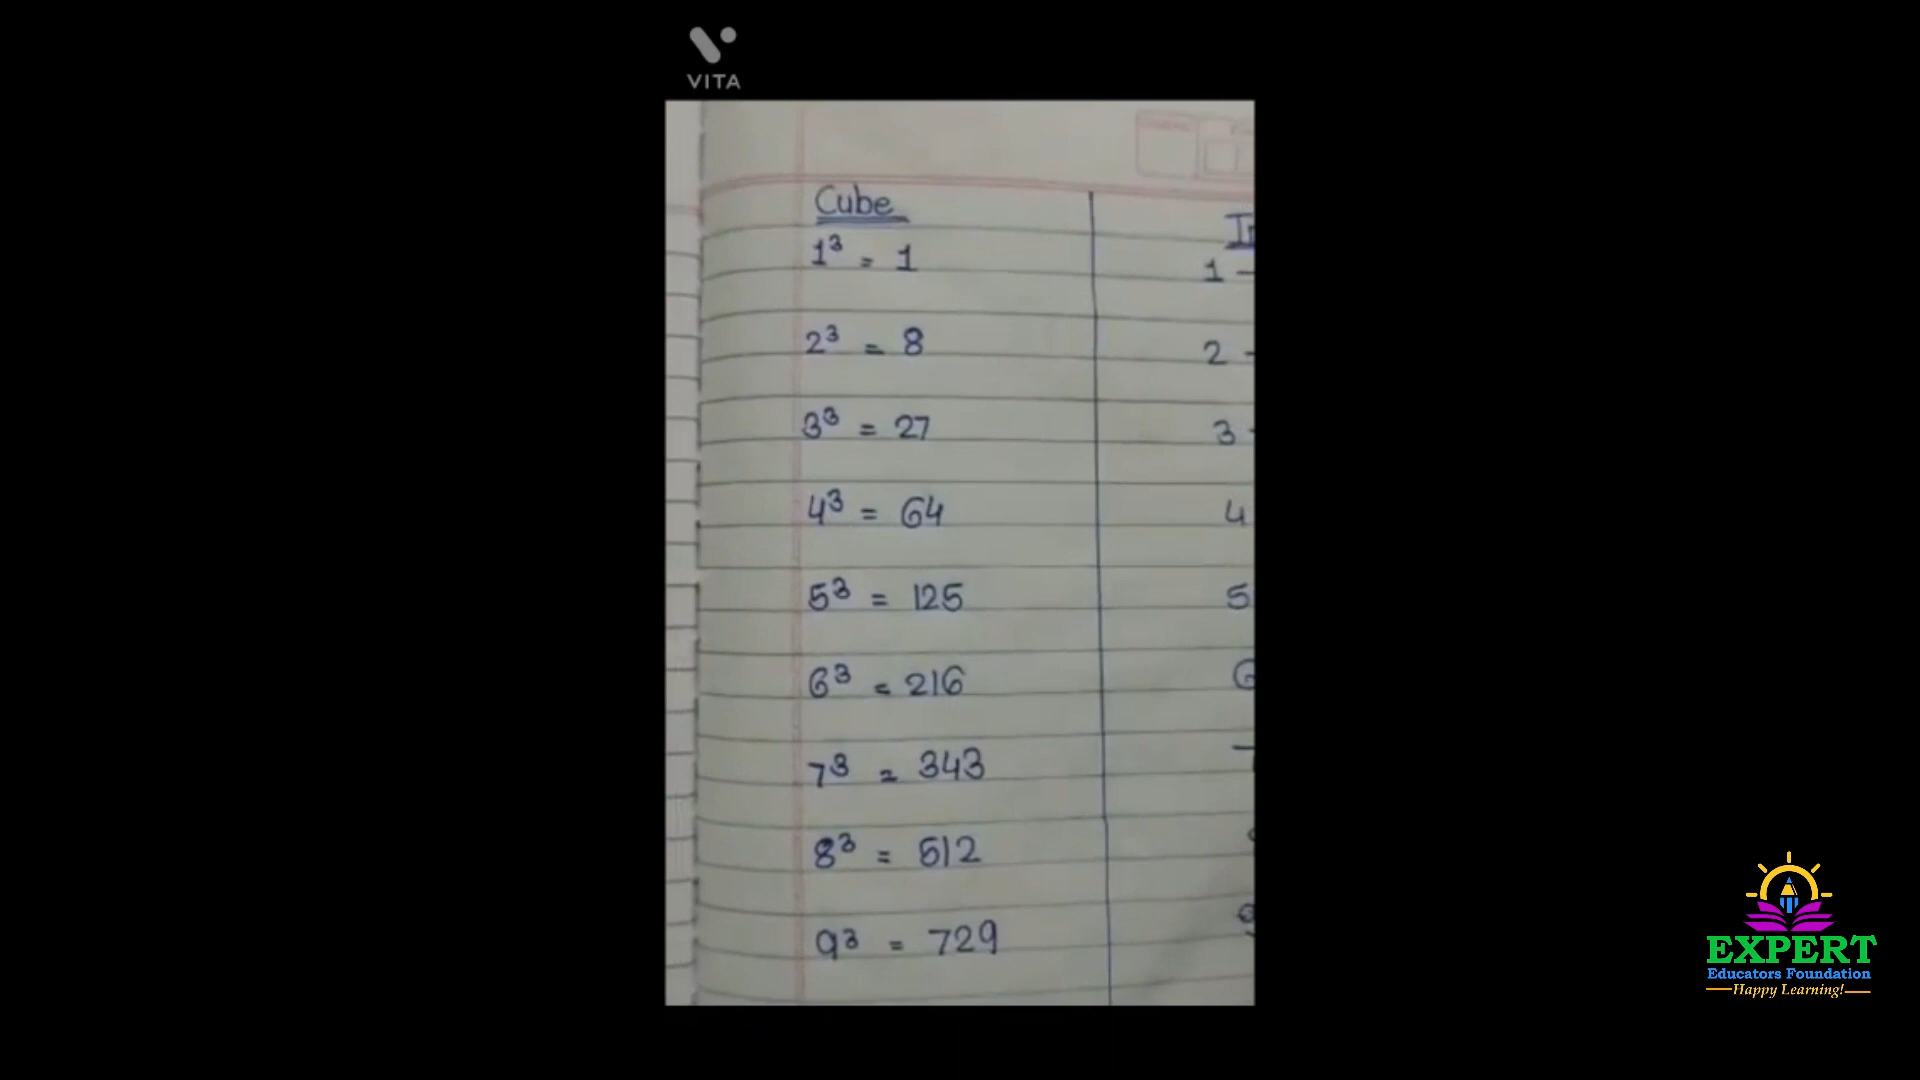 VITA
Cube
1³ = 1
2³ = 8
3³ = 27
4³ = 64
5³ = 125
6³ = 216
7³ = 343
8³ = 512
9³ = 729
1 -
2 -
3 -
4
5
6
EXPERT
Educators Foundation
Happy Learning!